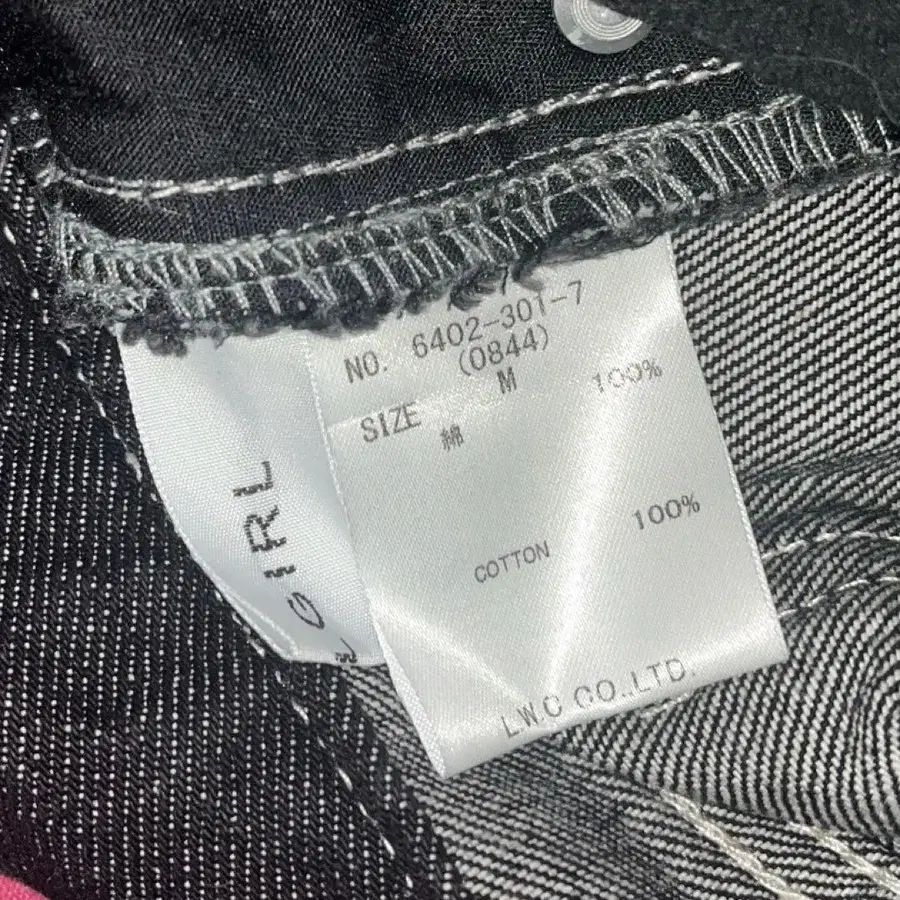 NO. 6402-301-7
(0844)
SIZE M
綿 100%
COTTON 100%
L.W.C CO.,LTD.
GIRL